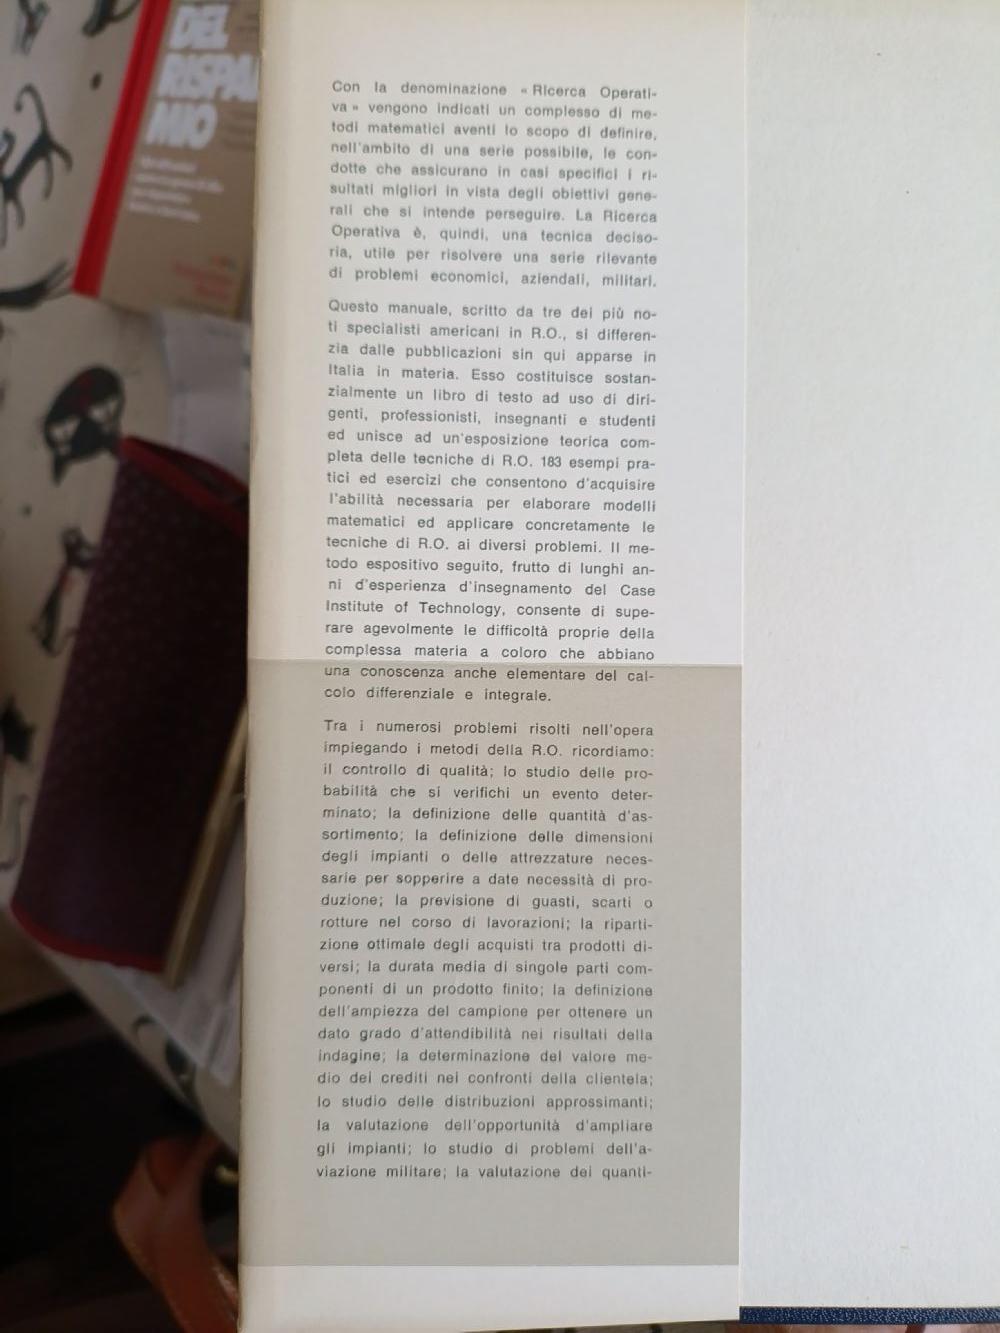 DEL
RISPAR
MIO
Con la denominazione « Ricerca Operati-
va » vengono indicati un complesso di me-
todi matematici aventi lo scopo di definire,
nell'ambito di una serie possibile, le con-
dotte che assicurano in casi specifici i ri-
sultati migliori in vista degli obiettivi gene-
rali che si intende perseguire. La Ricerca
Operativa è, quindi, una tecnica deciso-
ria, utile per risolvere una serie rilevante
di problemi economici, aziendali, militari.
Questo manuale, scritto da tre dei più no-
ti specialisti americani in R.O., si differen-
zia dalle pubblicazioni sin qui apparse in
Italia in materia. Esso costituisce sostan-
zialmente un libro di testo ad uso di diri-
genti, professionisti, insegnanti e studenti
ed unisce ad un'esposizione teorica com-
pleta delle tecniche di R.O. 183 esempi pra-
tici ed esercizi che consentono d'acquisire
l'abilità necessaria per elaborare modelli
matematici ed applicare concretamente le
tecniche di R.O. ai diversi problemi. Il me-
todo espositivo seguito, frutto di lunghi an-
ni d'esperienza d'insegnamento del Case
Institute of Technology, consente di supe-
rare agevolmente le difficoltà proprie della
complessa materia a coloro che abbiano
una conoscenza anche elementare del cal-
colo differenziale e integrale.
Tra i numerosi problemi risolti nell'opera
impiegando i metodi della R.O. ricordiamo:
il controllo di qualità; lo studio delle pro-
babilità che si verifichi un evento deter-
minato; la definizione delle quantità d'as-
sortimento; la definizione delle dimensioni
degli impianti o delle attrezzature neces-
sarie per sopperire a date necessità di pro-
duzione; la previsione di guasti, scarti o
rotture nel corso di lavorazioni; la riparti-
zione ottimale degli acquisti tra prodotti di-
versi; la durata media di singole parti com-
ponenti di un prodotto finito; la definizione
dell'ampiezza del campione per ottenere un
dato grado d'attendibilità nei risultati della
indagine; la determinazione del valore me-
dio dei crediti nei confronti della clientela;
lo studio delle distribuzioni approssimanti;
la valutazione dell'opportunità d'ampliare
gli impianti; lo studio di problemi dell'a-
viazione militare; la valutazione dei quanti-